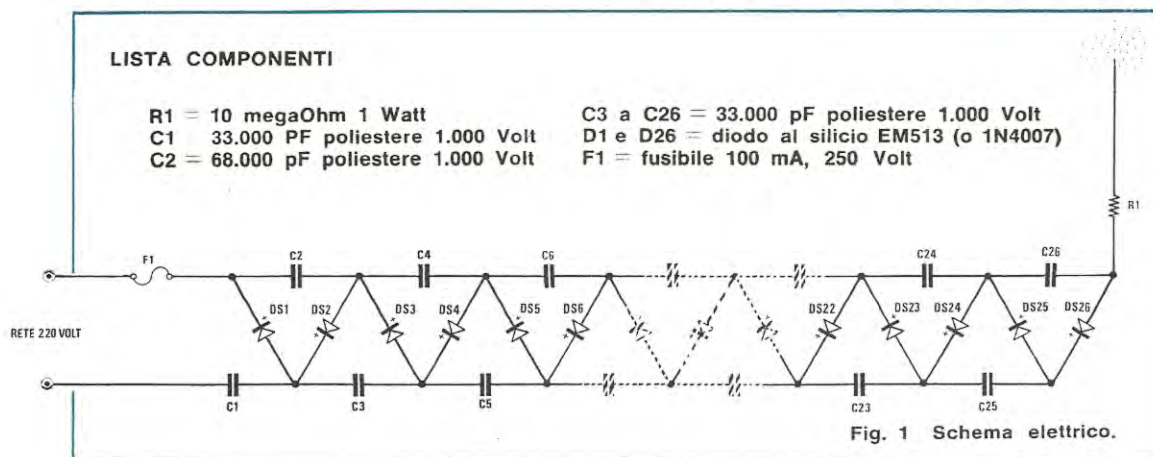 LISTA COMPONENTI
R1 = 10 megaOhm 1 Watt
C1 33.000 PF poliestere 1.000 Volt
C2 = 68.000 pF poliestere 1.000 Volt
C3 a C26 = 33.000 pF poliestere 1.000 Volt
D1 e D26 = diodo al silicio EM513 (o 1N4007)
F1 = fusibile 100 mA, 250 Volt
R1
F1
C2
C4
C6
C24
C26
DS1
DS2
DS3
DS4
DS5
DS6
DS22
DS23
DS24
DS25
DS26
RETE 220 VOLT
C1
C3
C5
C23
C25
Fig. 1 Schema elettrico.